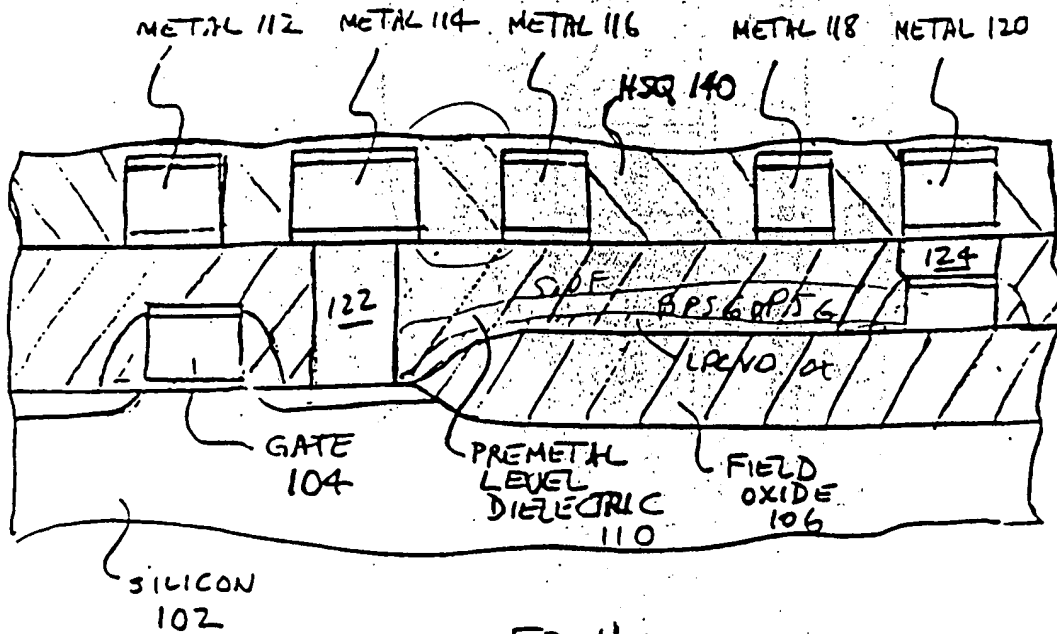 METAL 112 METAL 114 METAL 116 METAL 118 METAL 120
HSQ 140
122
124
BPSG
LPCVD
GATE
104
PREMETAL
LEVEL
DIELECTRIC
110
FIELD
OXIDE
106
SILICON
102